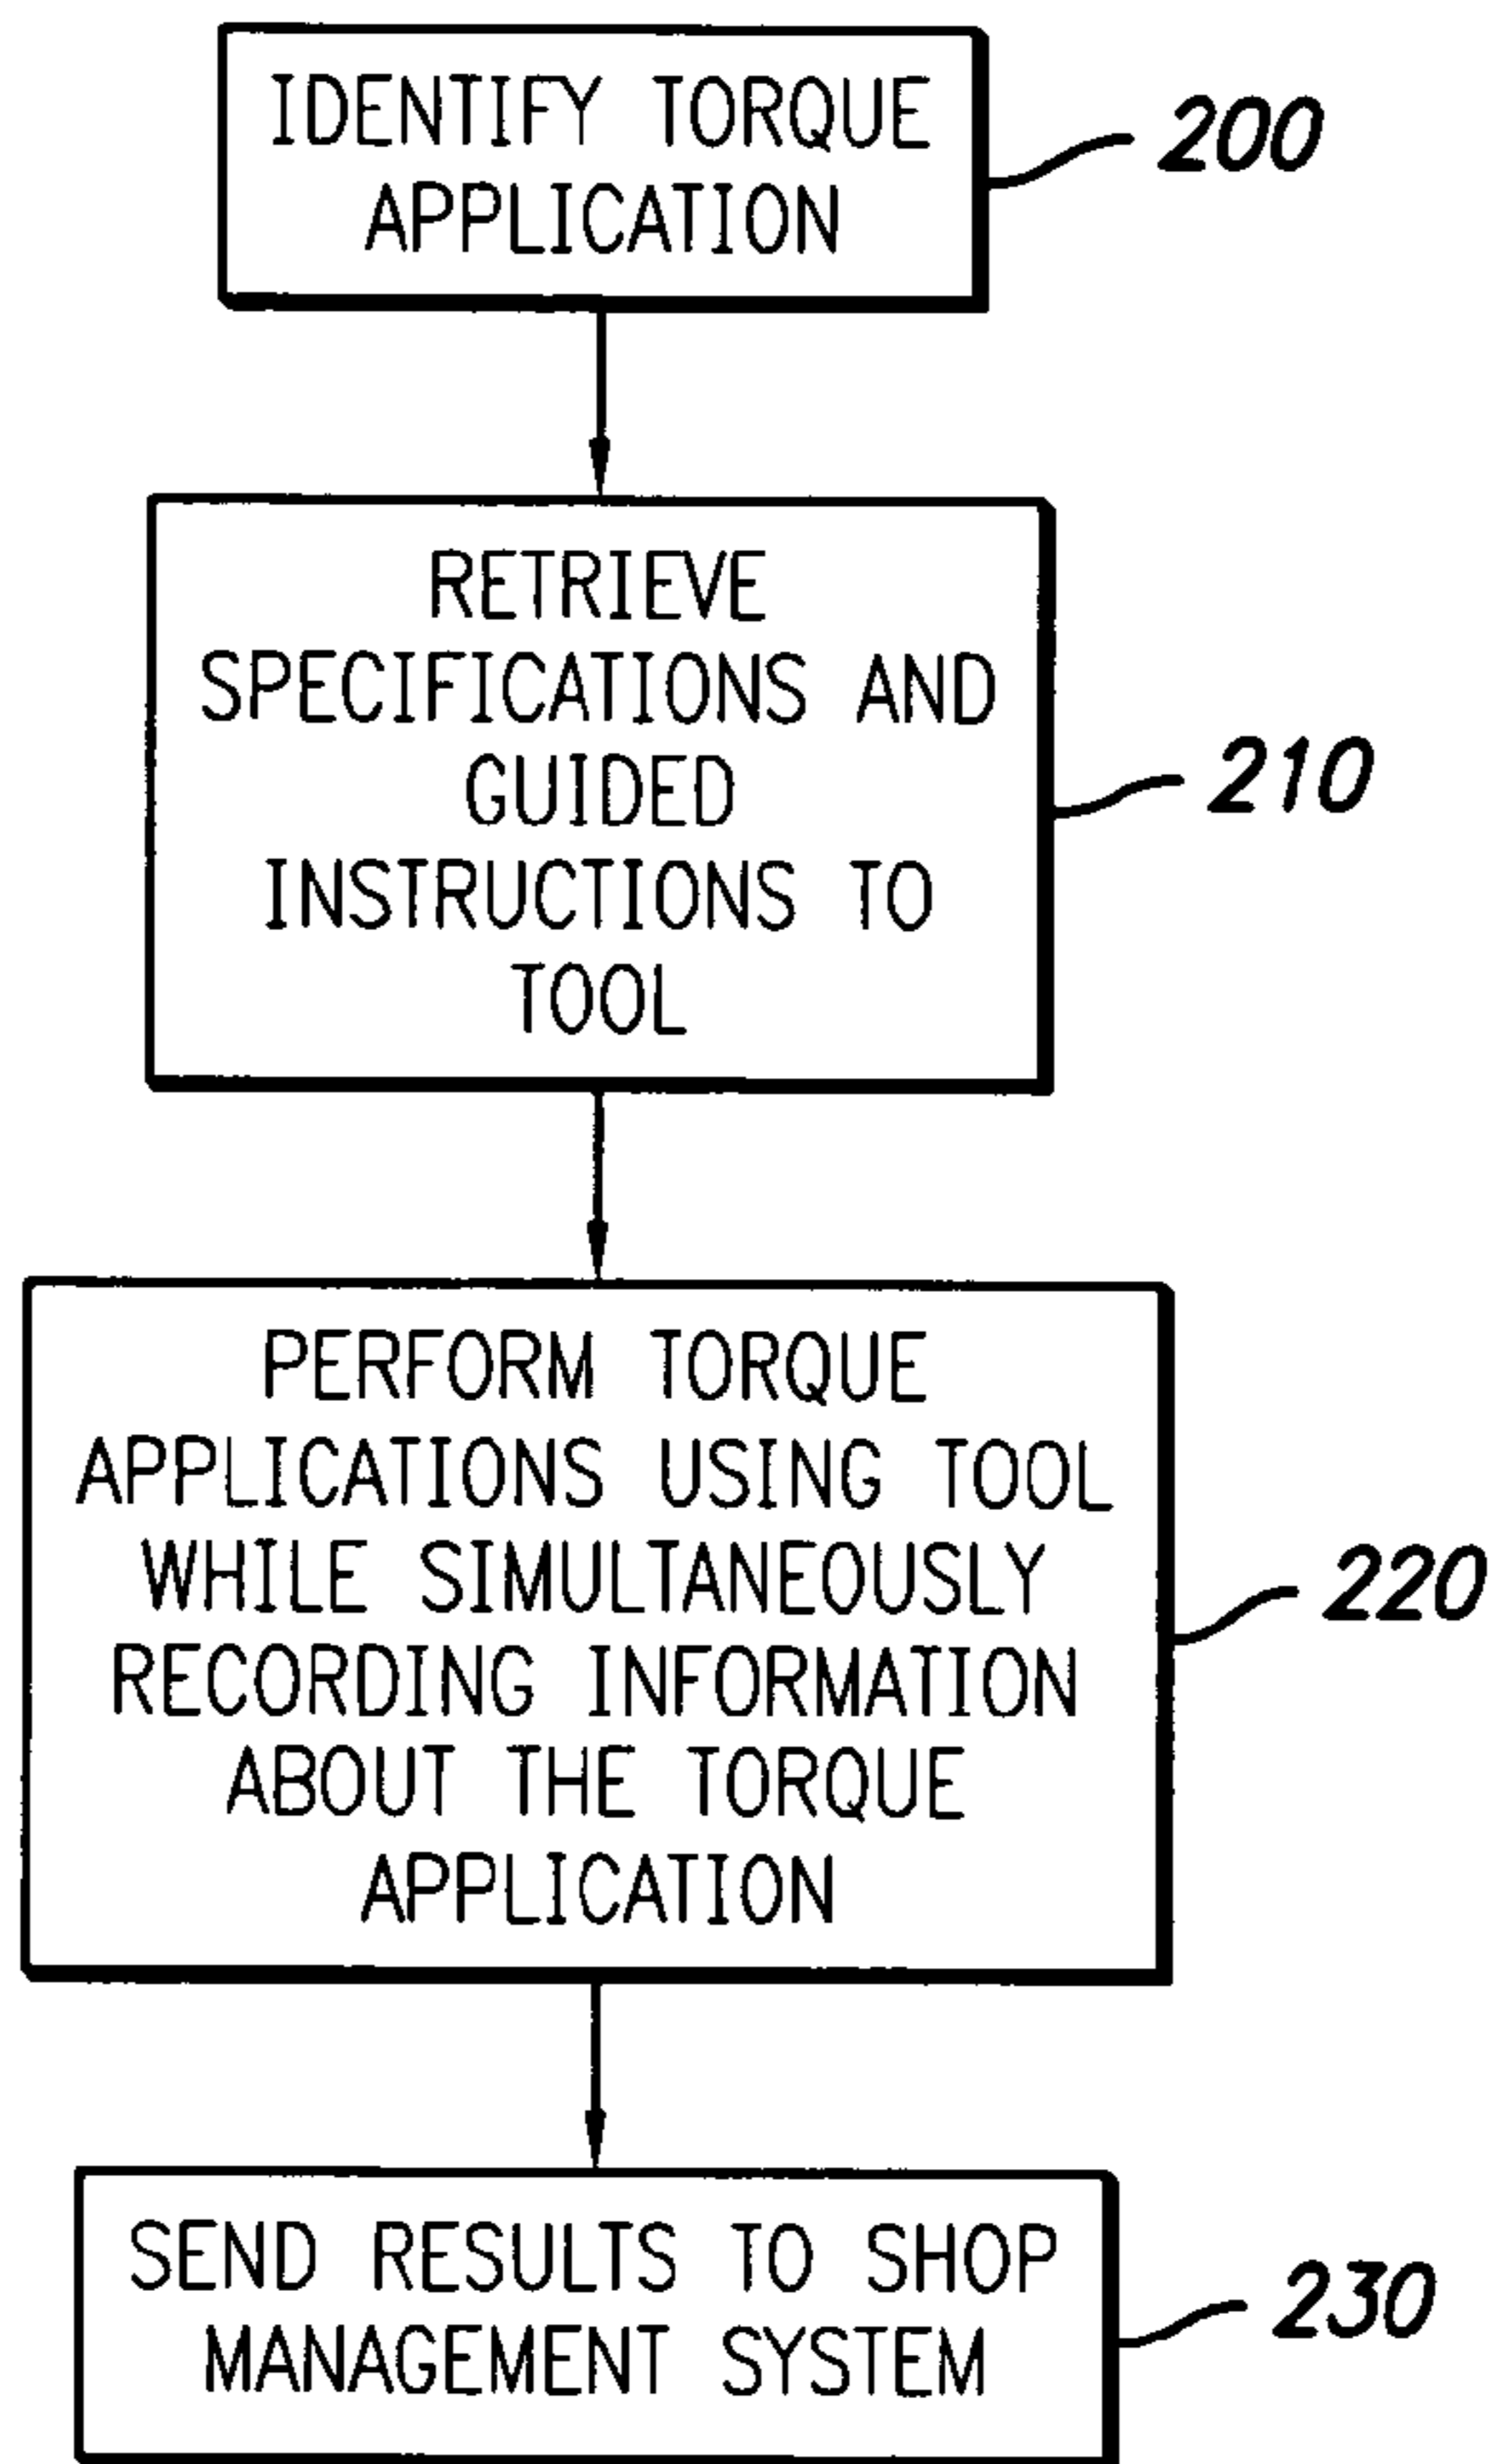 IDENTIFY TORQUE
APPLICATION
200
RETRIEVE
SPECIFICATIONS AND
GUIDED
INSTRUCTIONS TO
TOOL
210
PERFORM TORQUE
APPLICATIONS USING TOOL
WHILE SIMULTANEOUSLY
RECORDING INFORMATION
ABOUT THE TORQUE
APPLICATION
220
SEND RESULTS TO SHOP
MANAGEMENT SYSTEM
230